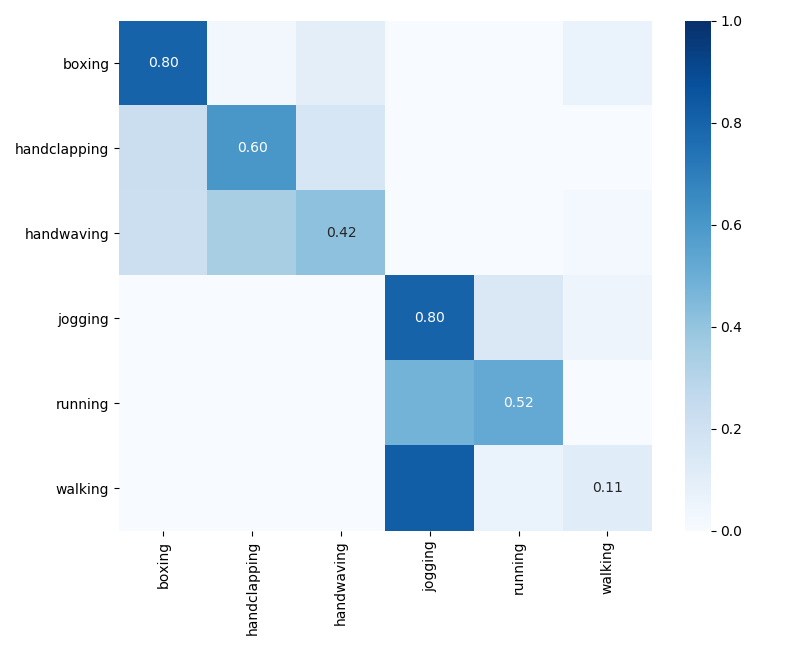 boxing
handclapping
handwaving
jogging
running
walking
0.80
0.60
0.42
0.80
0.52
0.11
boxing
handclapping
handwaving
jogging
running
walking
1.0
0.8
0.6
0.4
0.2
0.0